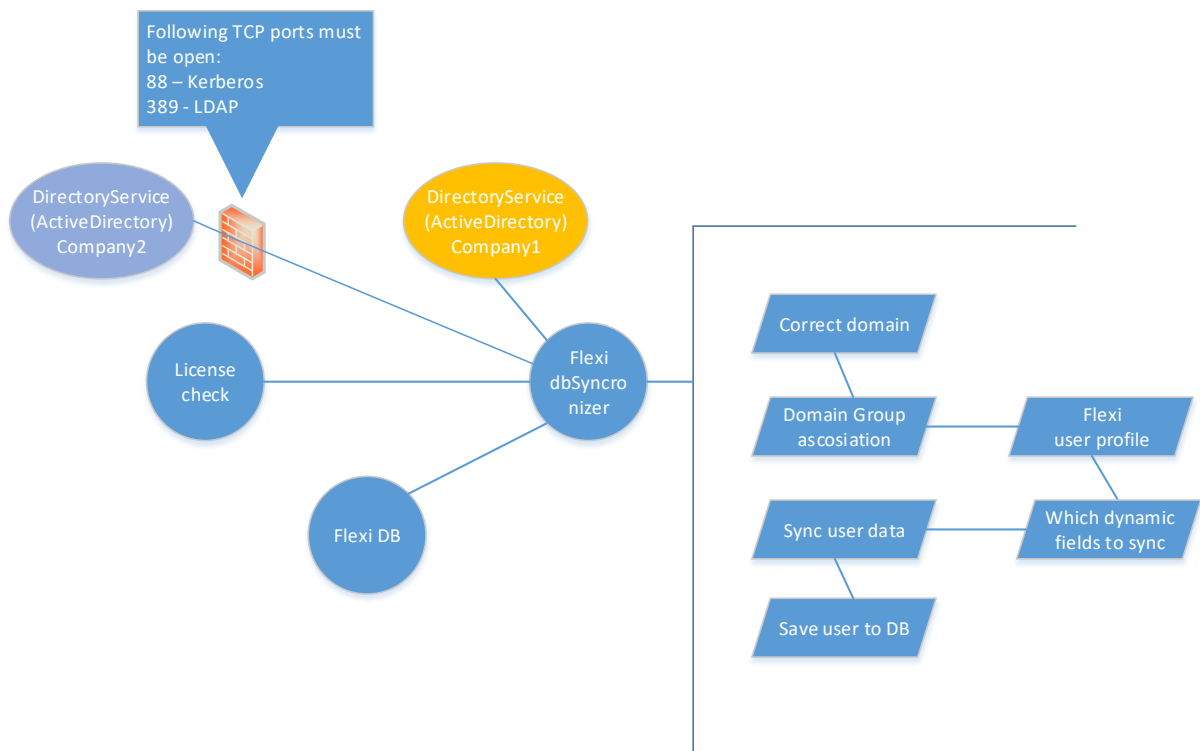 Following TCP ports must
be open:
88 – Kerberos
389 - LDAP
DirectoryService
(ActiveDirectory)
Company2
DirectoryService
(ActiveDirectory)
Company1
License
check
Flexi
dbSyncro
nizer
Flexi DB
Correct domain
Domain Group
ascosiation
Flexi
user profile
Which dynamic
fields to sync
Sync user data
Save user to DB